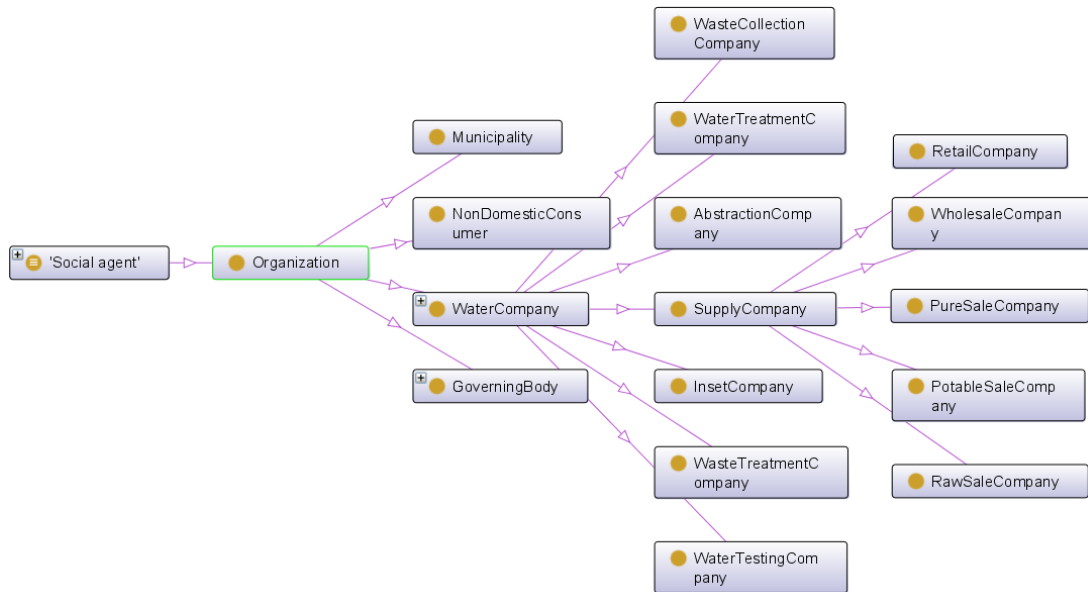 'Social agent'
Organization
Municipality
NonDomesticCons
umer
WaterCompany
GoverningBody
WasteCollection
Company
WaterTreatmentC
ompany
AbstractionComp
any
SupplyCompany
InsetCompany
WasteTreatmentC
ompany
WaterTestingCom
pany
RetailCompany
WholesaleCompan
y
PureSaleCompany
PotableSaleComp
any
RawSaleCompany